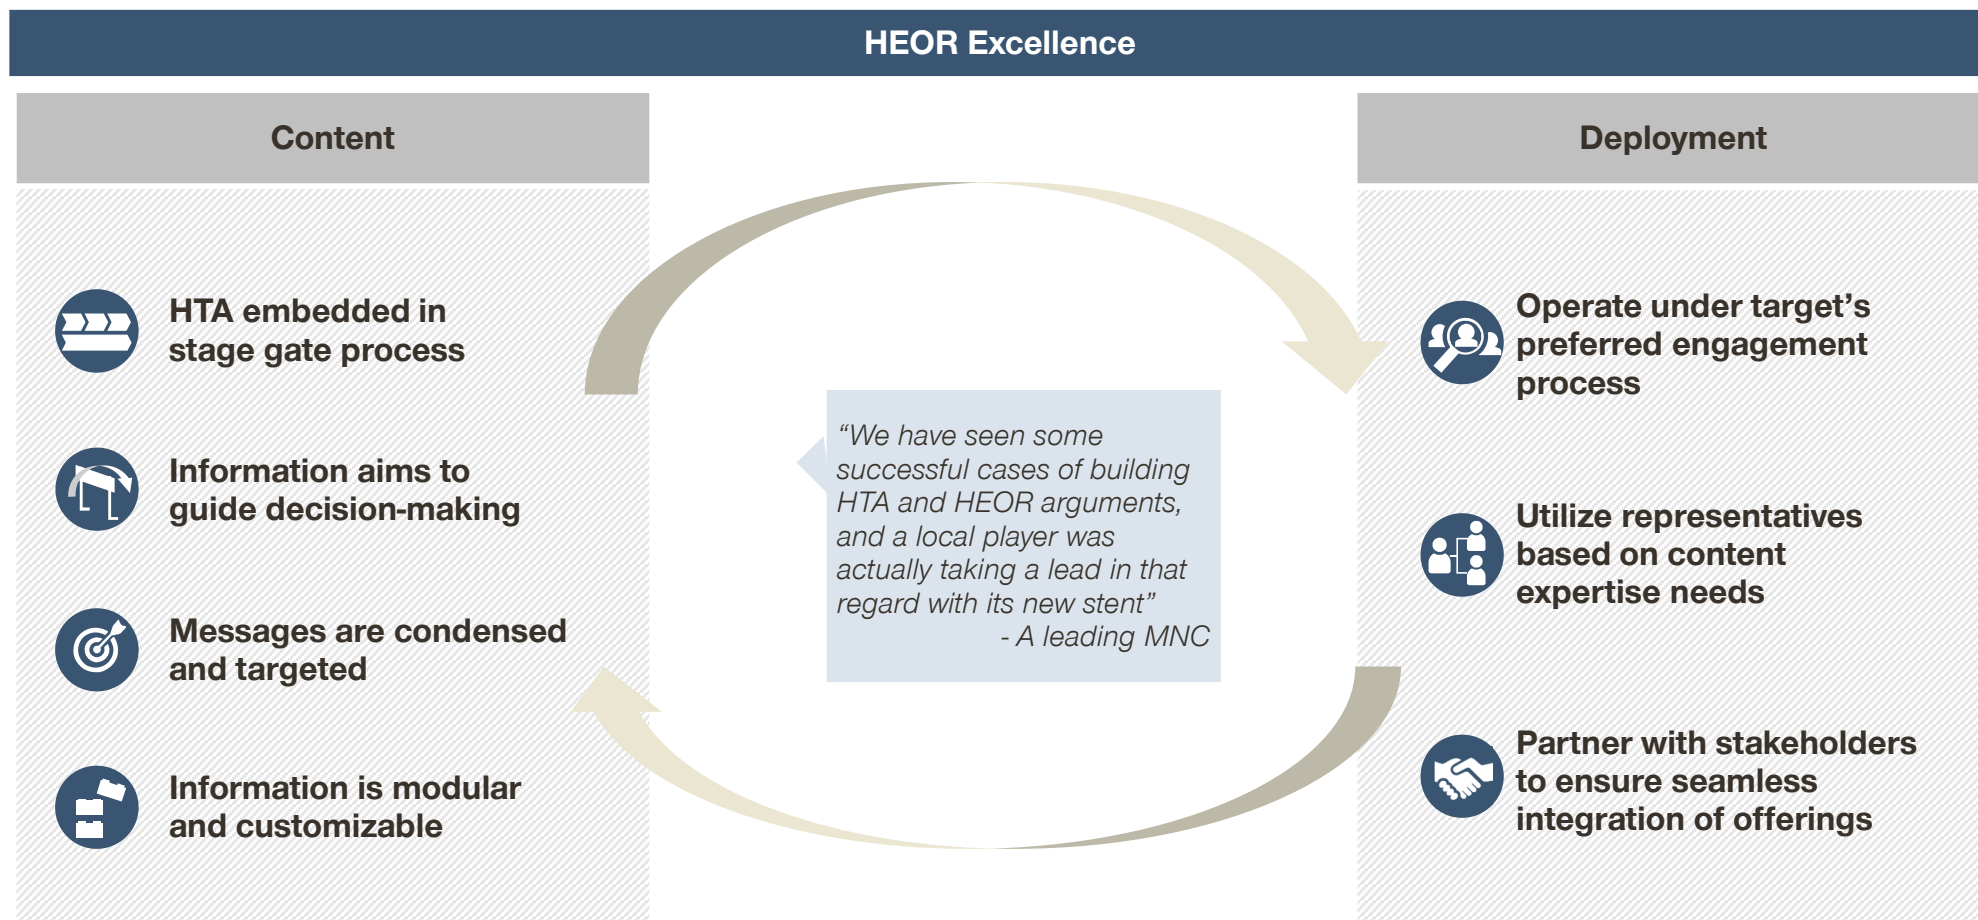 HEOR Excellence
Content
HTA embedded in
stage gate process
Information aims to
guide decision-making
Messages are condensed
and targeted
Information is modular
and customizable
“We have seen some
successful cases of building
HTA and HEOR arguments,
and a local player was
actually taking a lead in that
regard with its new stent”
- A leading MNC
Deployment
Operate under target’s
preferred engagement
process
Utilize representatives
based on content
expertise needs
Partner with stakeholders
to ensure seamless
integration of offerings